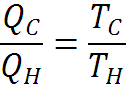 Q_C/Q_H = T_C/T_H